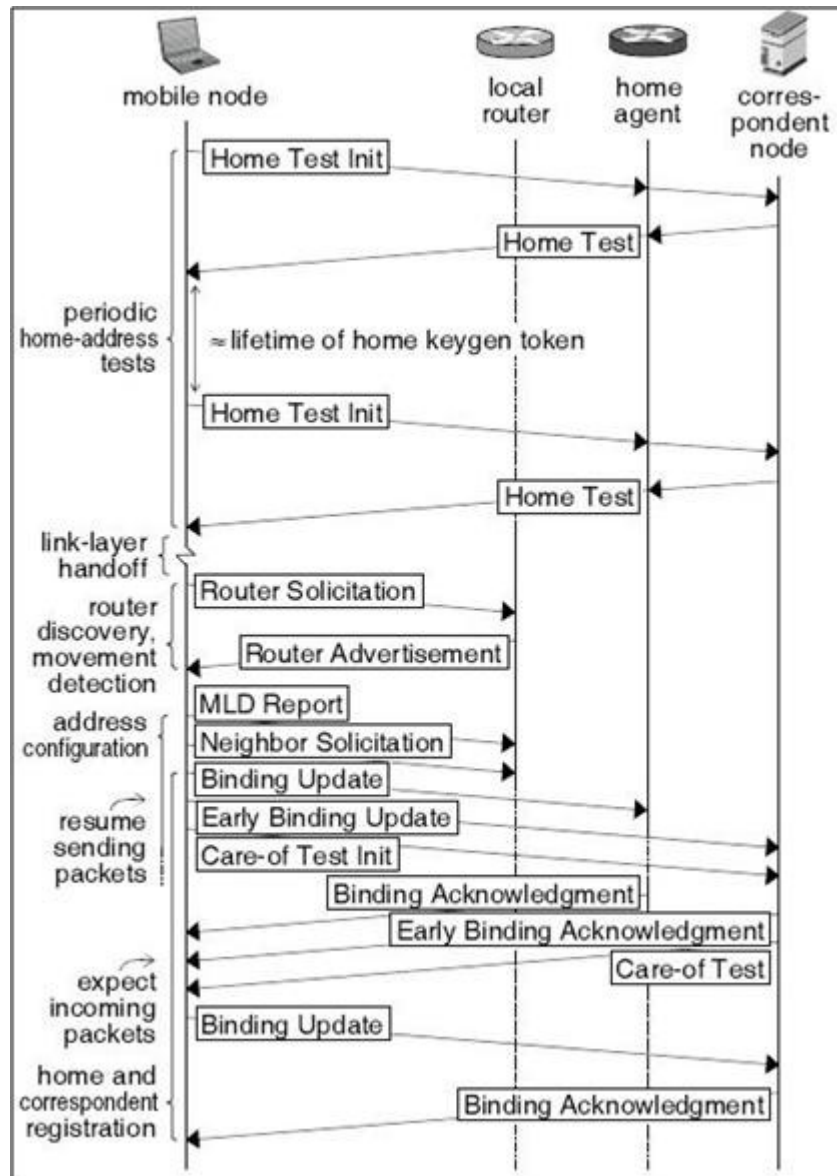 mobile node
local
router
home
agent
corres-
pondent
node
Home Test Init
Home Test
periodic
home-address
tests
≈ lifetime of home keygen token
Home Test Init
Home Test
link-layer
handoff
Router Solicitation
router
discovery,
movement
detection
Router Advertisement
MLD Report
address
configuration
Neighbor Solicitation
Binding Update
Early Binding Update
resume
sending
packets
Care-of Test Init
Binding Acknowledgment
Early Binding Acknowledgment
Care-of Test
expect
incoming
packets
Binding Update
home and
correspondent
registration
Binding Acknowledgment